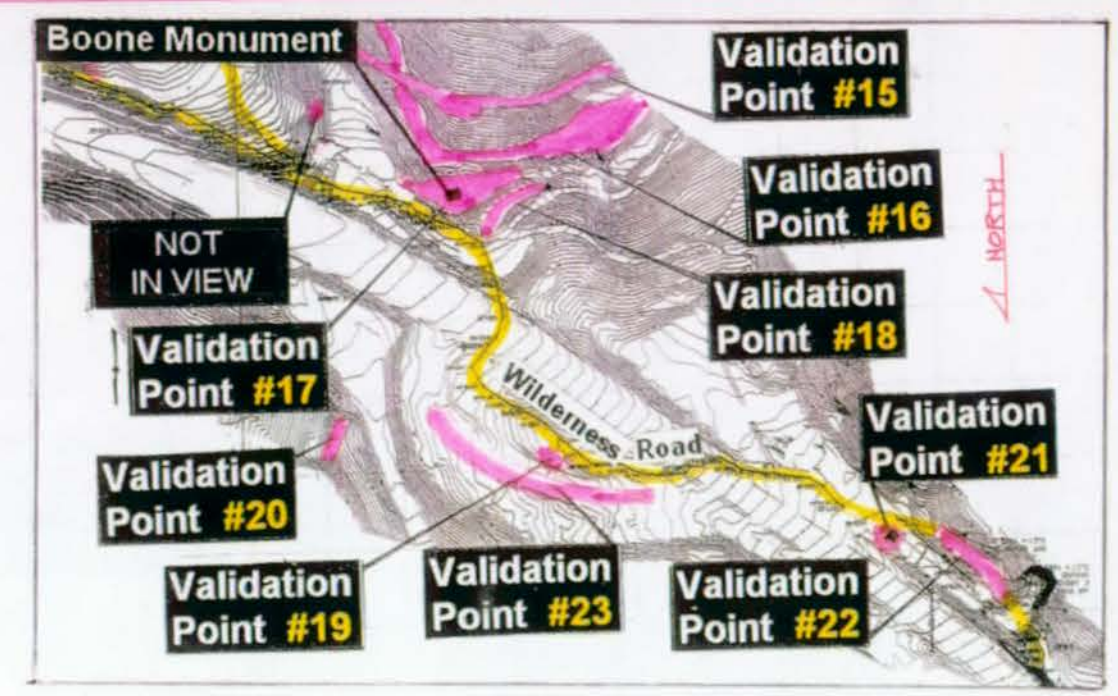 Boone Monument
Validation
Point #15
Validation
Point #16
NORTH
NOT
IN VIEW
Validation
Point #18
Validation
Point #17
Wilderness Road
Validation
Point #21
Validation
Point #20
Validation
Point #19
Validation
Point #23
Validation
Point #22
?